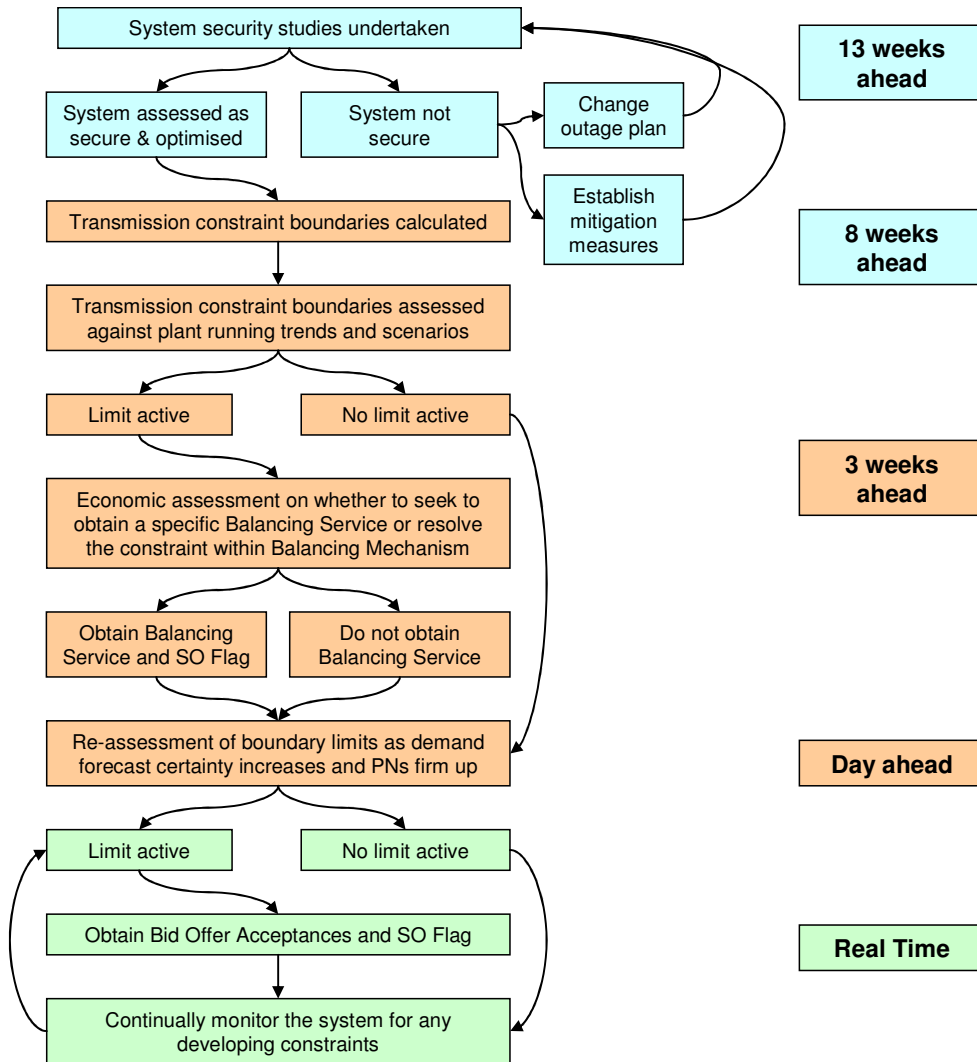 System security studies undertaken
13 weeks
ahead
System assessed as
secure & optimised
System not
secure
Change
outage plan
Establish
mitigation
measures
Transmission constraint boundaries calculated
8 weeks
ahead
Transmission constraint boundaries assessed
against plant running trends and scenarios
Limit active
No limit active
3 weeks
ahead
Economic assessment on whether to seek to
obtain a specific Balancing Service or resolve
the constraint within Balancing Mechanism
Obtain Balancing
Service and SO Flag
Do not obtain
Balancing Service
Re-assessment of boundary limits as demand
forecast certainty increases and PNs firm up
Day ahead
Limit active
No limit active
Obtain Bid Offer Acceptances and SO Flag
Real Time
Continually monitor the system for any
developing constraints